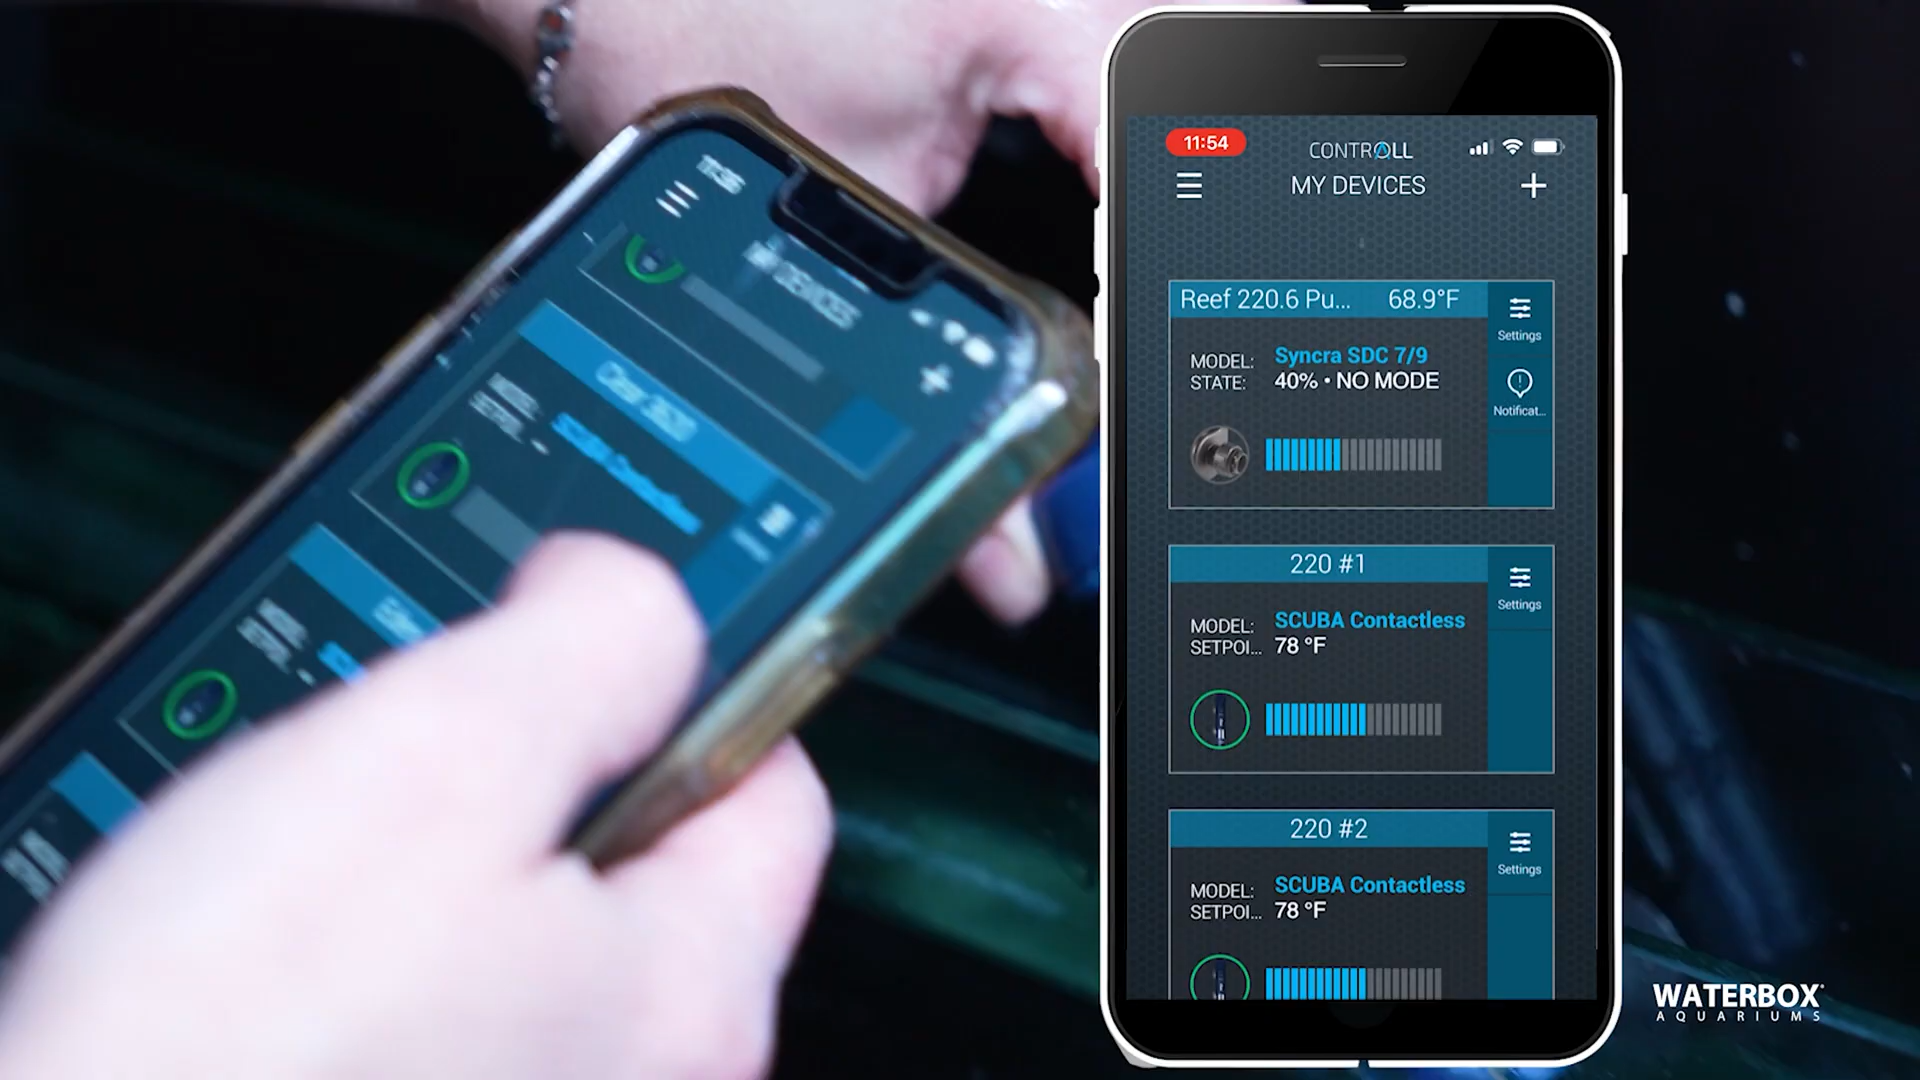 11:54
CONTROLL
MY DEVICES
Reef 220.6 Pu... 68.9°F
Settings
MODEL: Syncra SDC 7/9
STATE: 40% • NO MODE
Notificat...
220 #1
Settings
MODEL: SCUBA Contactless
SETPOI... 78 °F
220 #2
Settings
MODEL: SCUBA Contactless
SETPOI... 78 °F
MY DEVICES
WATERBOX
AQUARIUMS